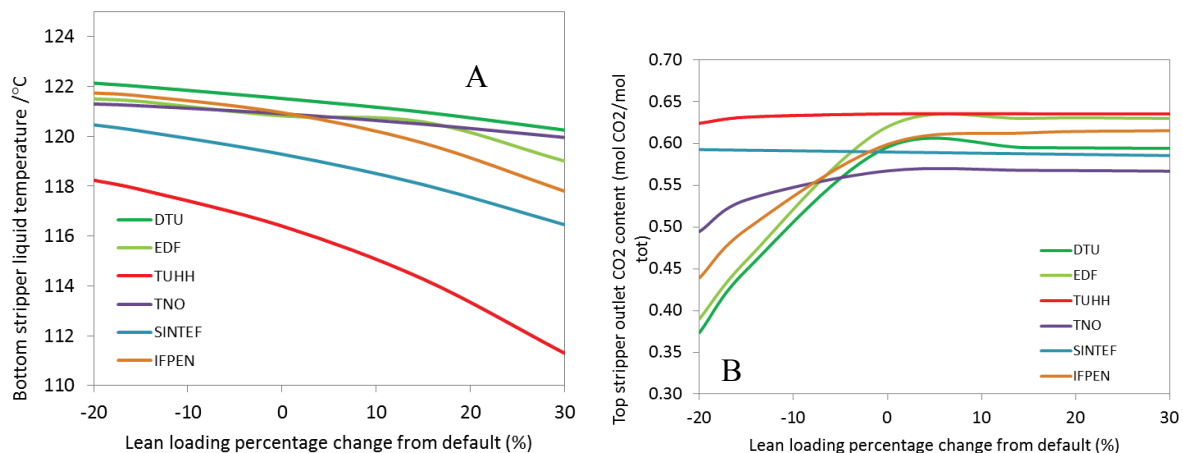 Bottom stripper liquid temperature /°C
124
122
120
118
116
114
112
110
A
DTU
EDF
TUHH
TNO
SINTEF
IFPEN
-20
-10
0
10
20
30
Lean loading percentage change from default (%)
Top stripper outlet CO2 content (mol CO2/mol
tot)
0.70
0.65
0.60
0.55
0.50
0.45
0.40
0.35
0.30
B
DTU
EDF
TUHH
TNO
SINTEF
IFPEN
-20
-10
0
10
20
30
Lean loading percentage change from default (%)